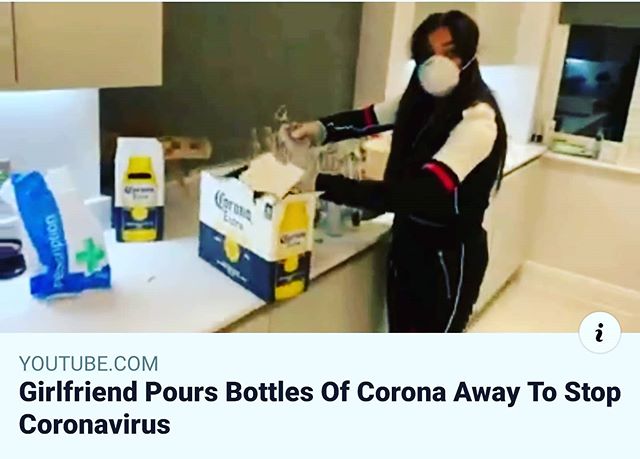 Corona
Extra
Corona
Extra
Prescription
i
YOUTUBE.COM
Girlfriend Pours Bottles Of Corona Away To Stop
Coronavirus